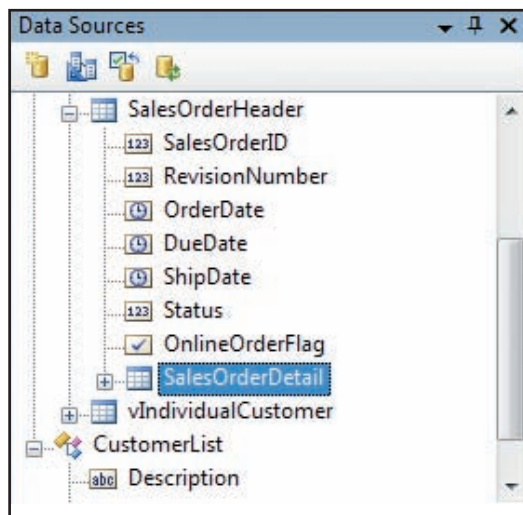 Data Sources
SalesOrderHeader
123 SalesOrderID
123 RevisionNumber
OrderDate
DueDate
ShipDate
123 Status
OnlineOrderFlag
SalesOrderDetail
vIndividualCustomer
CustomerList
abc Description